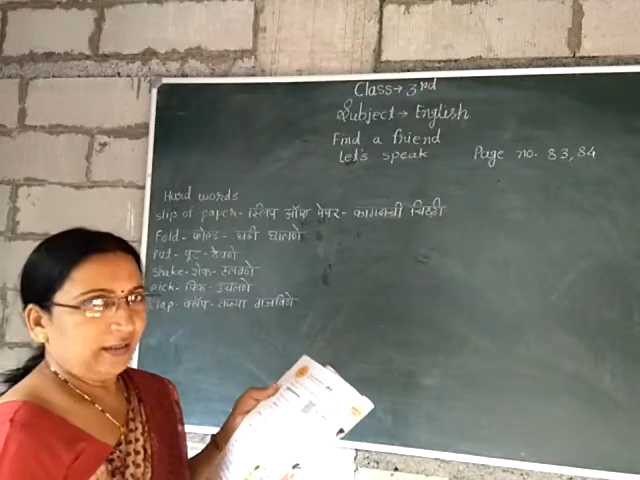 Class → 3rd
Subject → English
Find a friend
Let's speak Page no. 83, 84
Hard words
slip of paper - स्लिप ऑफ पेपर - कागदाची चिठ्ठी
Fold - फोल्ड - घडी घालणे
Put - पूट - ठेवणे
Shake - शेक - हलवणे
pick - पिक - उचलणे
Clap - क्लॅप - टाळ्या वाजविणे